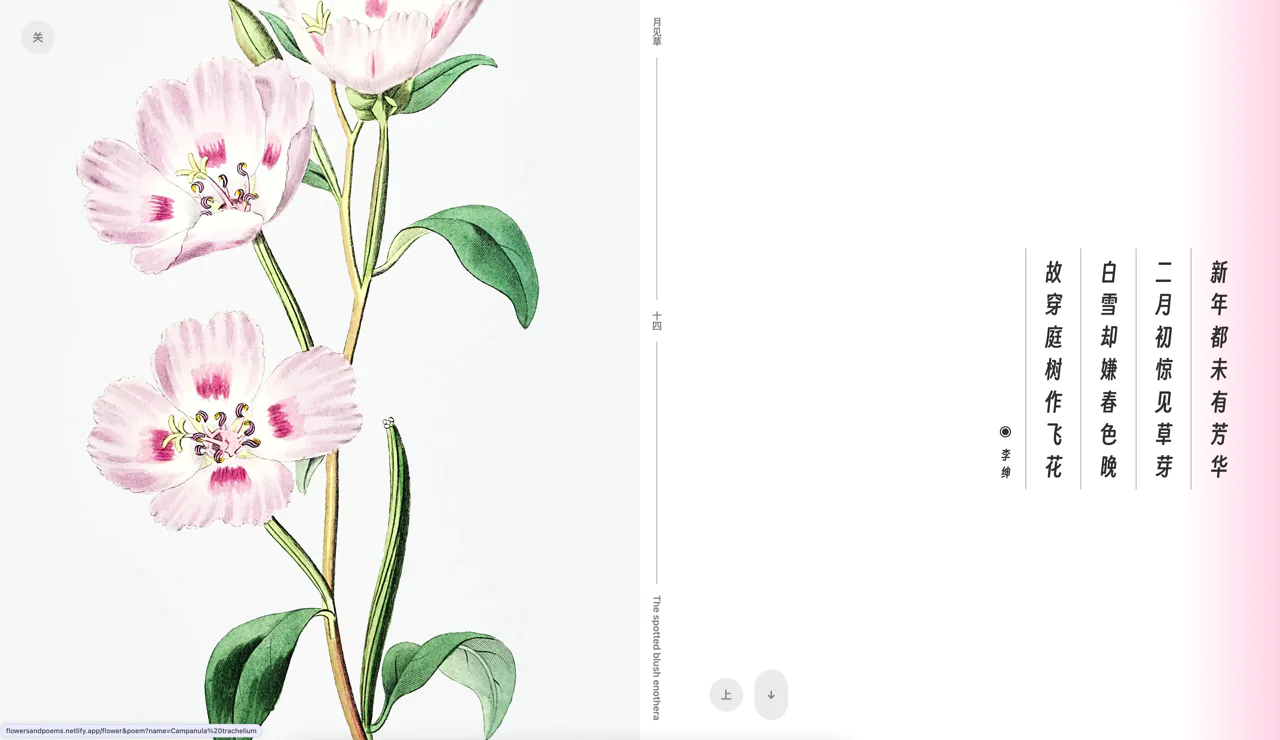 关
月见草
十四
The spotted blush enothera
新年都未有芳华
二月初惊见草芽
白雪却嫌春色晚
故穿庭树作飞花
李绅
上
↓
flowersandpoems.netlify.app/flower&poem?name=Campanula%20trachelium